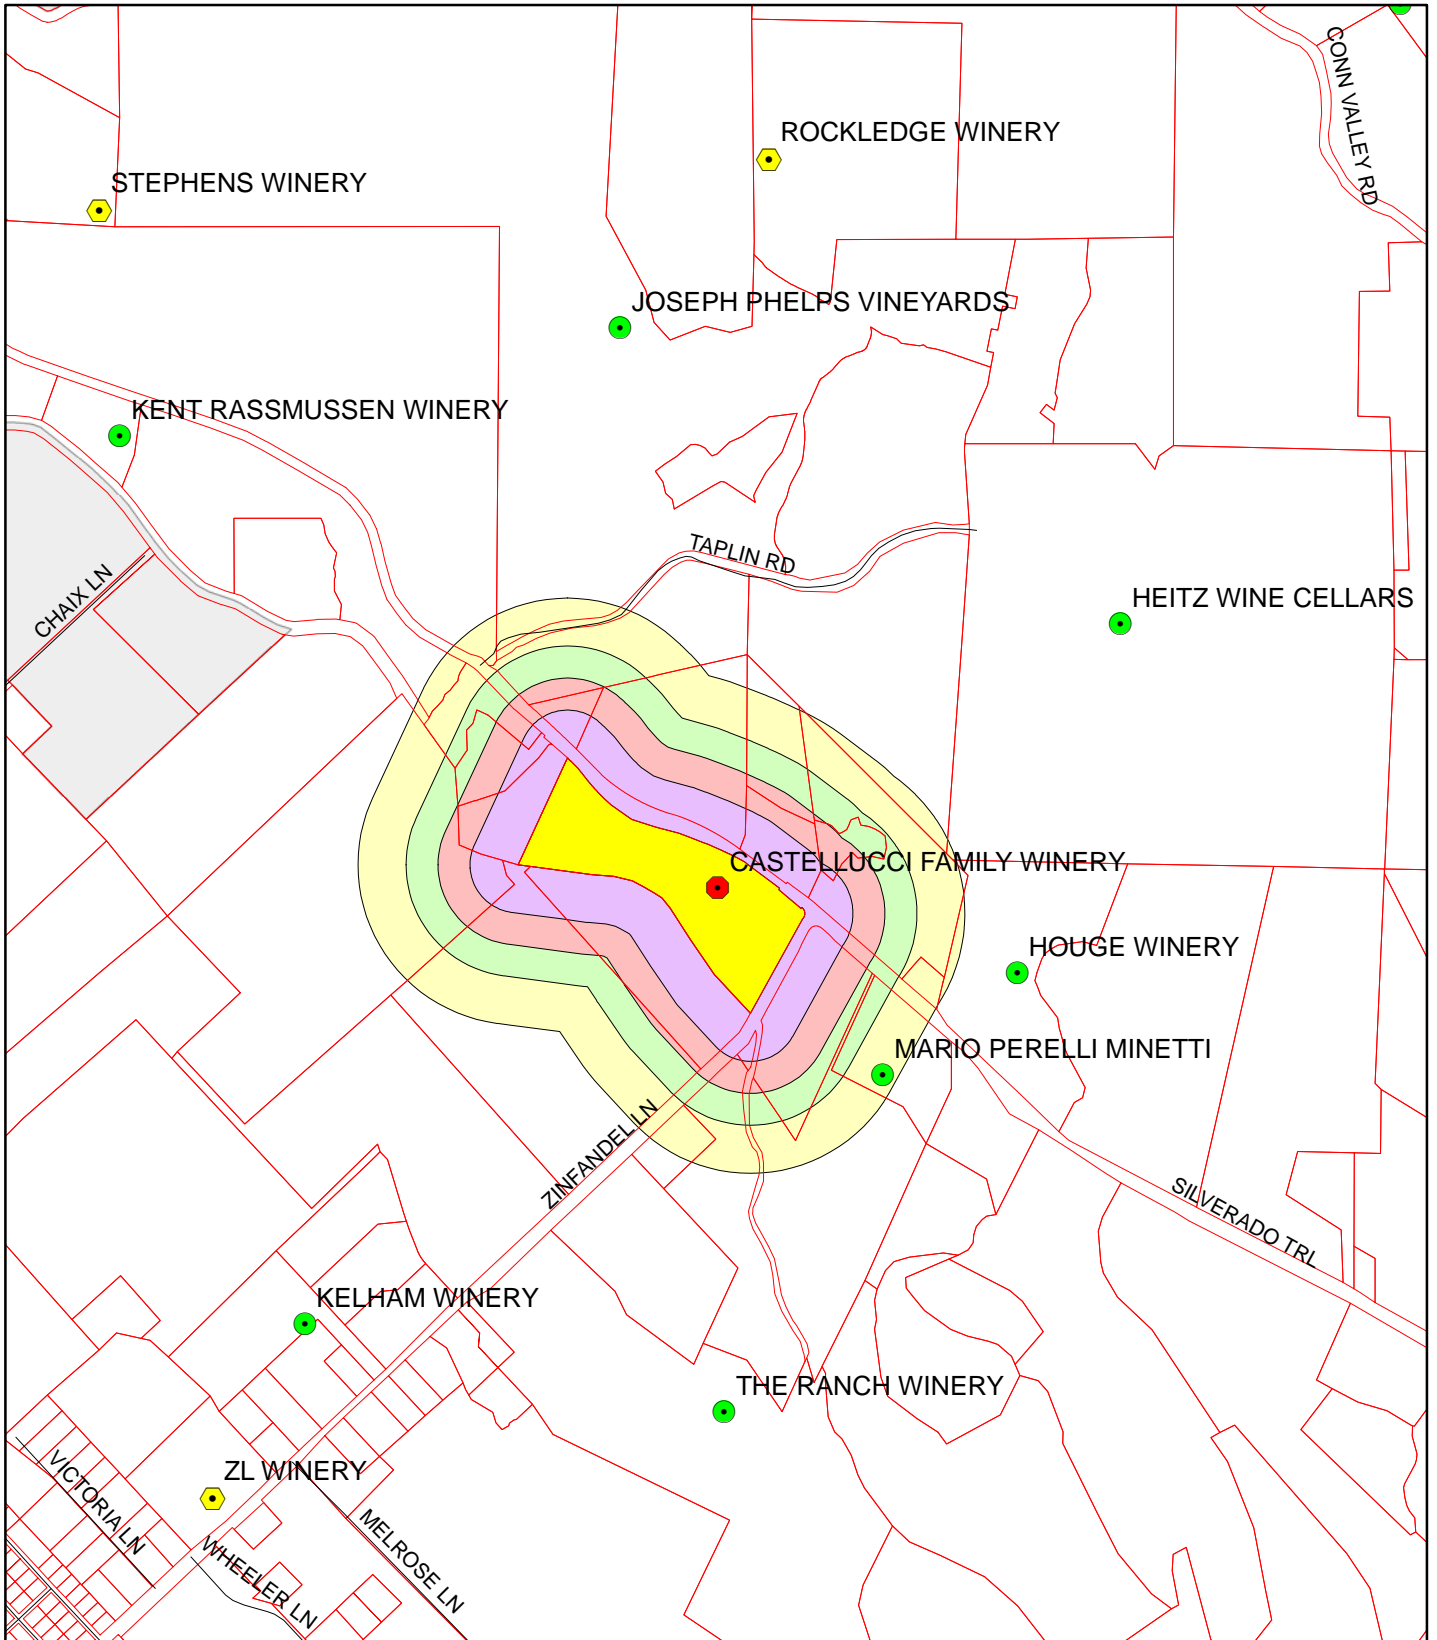 CONN VALLEY RD
ROCKLEDGE WINERY
STEPHENS WINERY
JOSEPH PHELPS VINEYARDS
KENT RASSMUSSEN WINERY
TAPLIN RD
CHAIX LN
HEITZ WINE CELLARS
CASTELLUCCI FAMILY WINERY
HOUGE WINERY
MARIO PERELLI MINETTI
ZINFANDEL LN
SILVERADO TRL
KELHAM WINERY
THE RANCH WINERY
ZL WINERY
VICTORIA LN
MELROSE LN
WHEELER LN